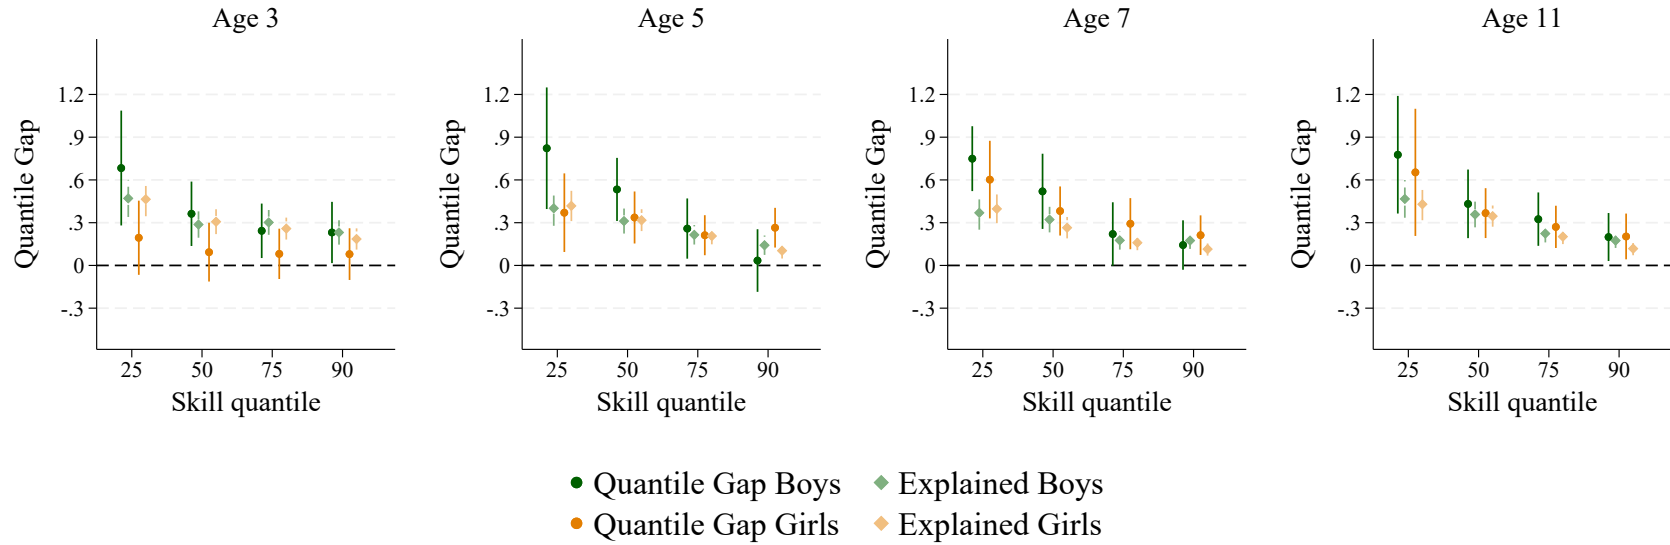 Age 3
Quantile Gap
1.2
.9
.6
.3
0
-.3
25 50 75 90
Skill quantile
Age 5
Quantile Gap
1.2
.9
.6
.3
0
-.3
25 50 75 90
Skill quantile
Age 7
Quantile Gap
1.2
.9
.6
.3
0
-.3
25 50 75 90
Skill quantile
Age 11
Quantile Gap
1.2
.9
.6
.3
0
-.3
25 50 75 90
Skill quantile
Quantile Gap Boys Explained Boys
Quantile Gap Girls Explained Girls